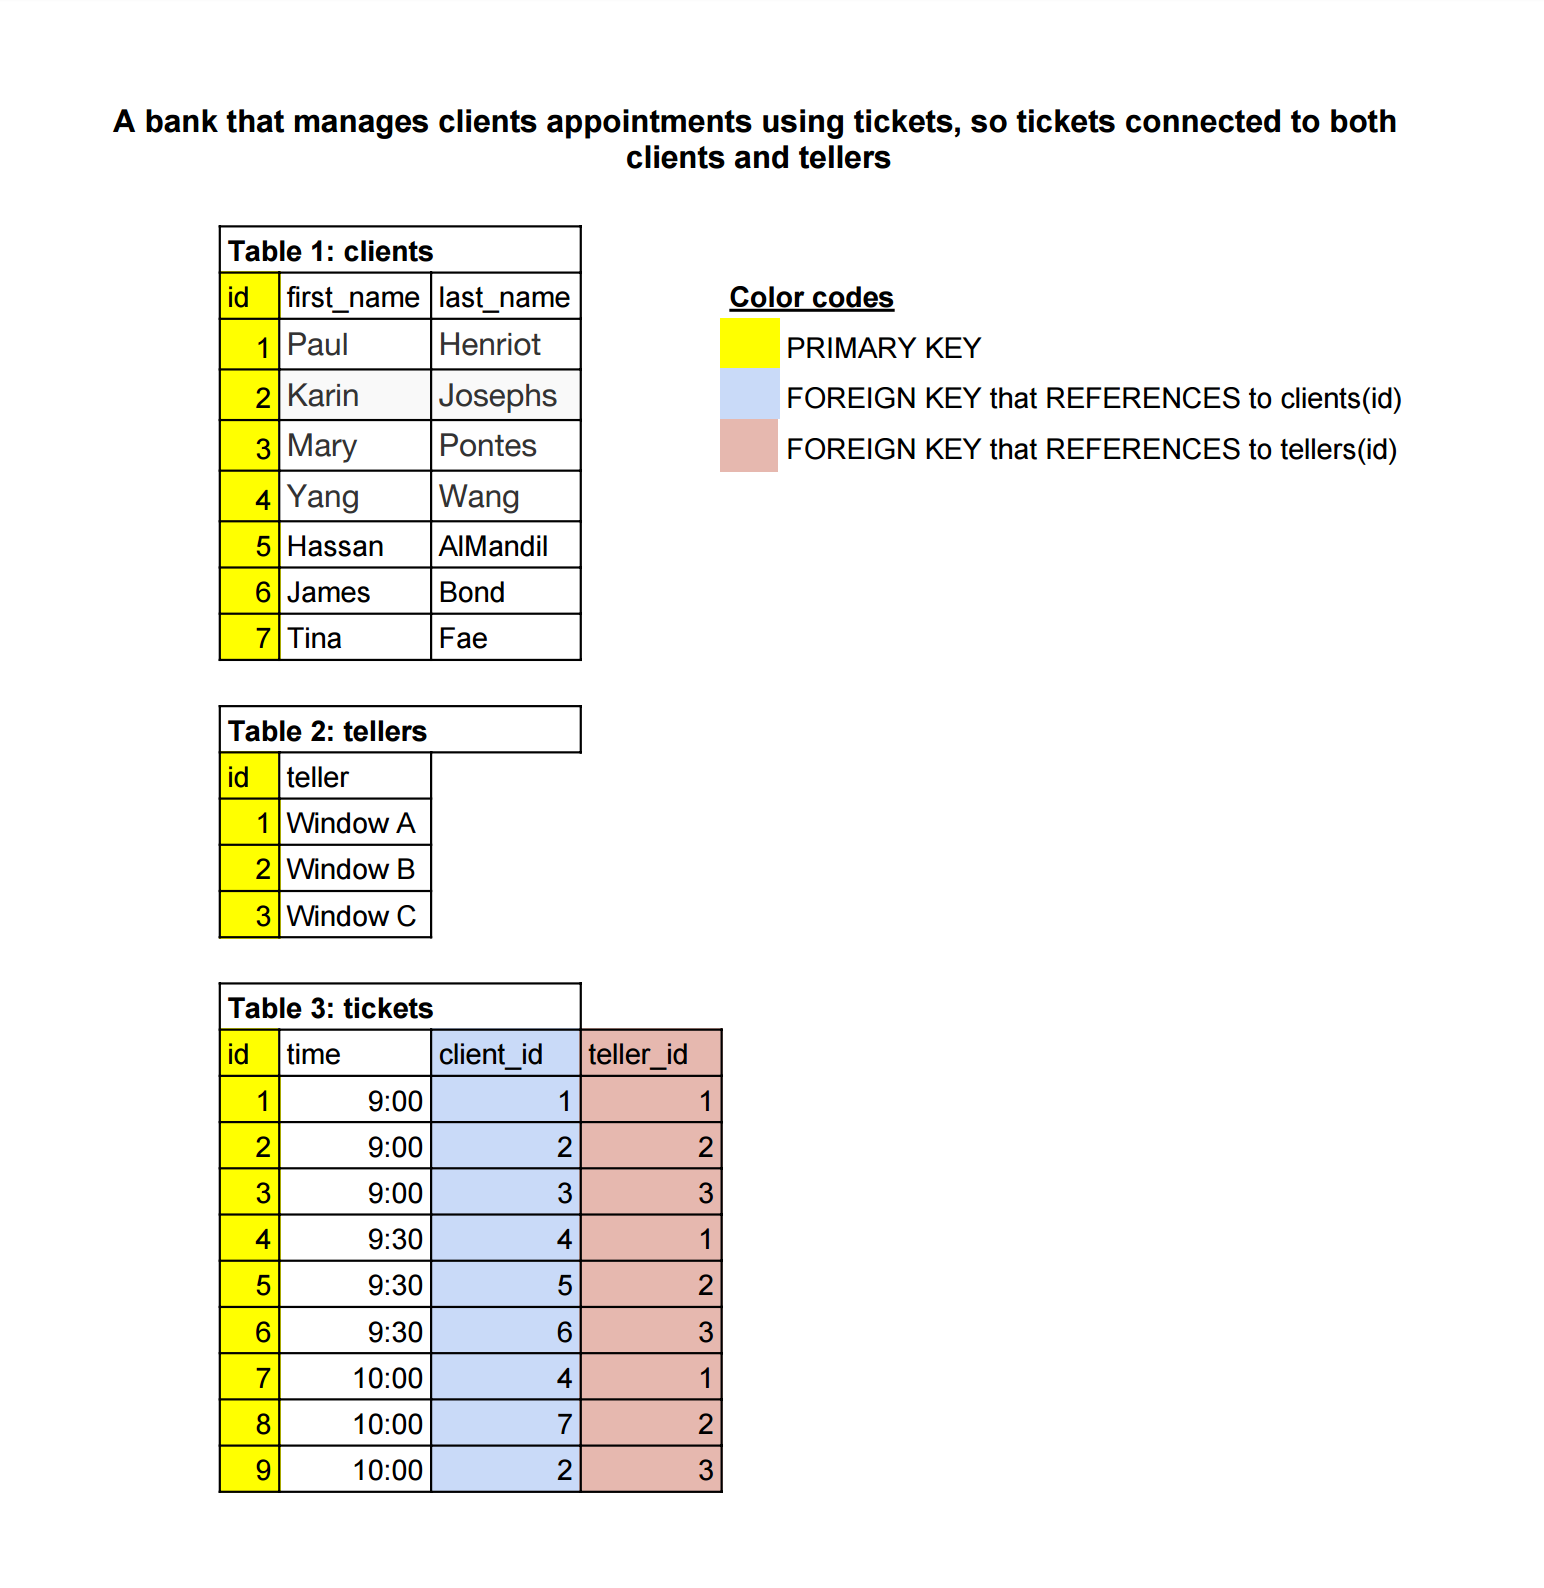 A bank that manages clients appointments using tickets, so tickets connected to both
clients and tellers
Table 1: clients
id first_name last_name
1 Paul Henriot
2 Karin Josephs
3 Mary Pontes
4 Yang Wang
5 Hassan AlMandil
6 James Bond
7 Tina Fae
Color codes
PRIMARY KEY
FOREIGN KEY that REFERENCES to clients(id)
FOREIGN KEY that REFERENCES to tellers(id)
Table 2: tellers
id teller
1 Window A
2 Window B
3 Window C
Table 3: tickets
id time client_id teller_id
1 9:00 1 1
2 9:00 2 2
3 9:00 3 3
4 9:30 4 1
5 9:30 5 2
6 9:30 6 3
7 10:00 4 1
8 10:00 7 2
9 10:00 2 3